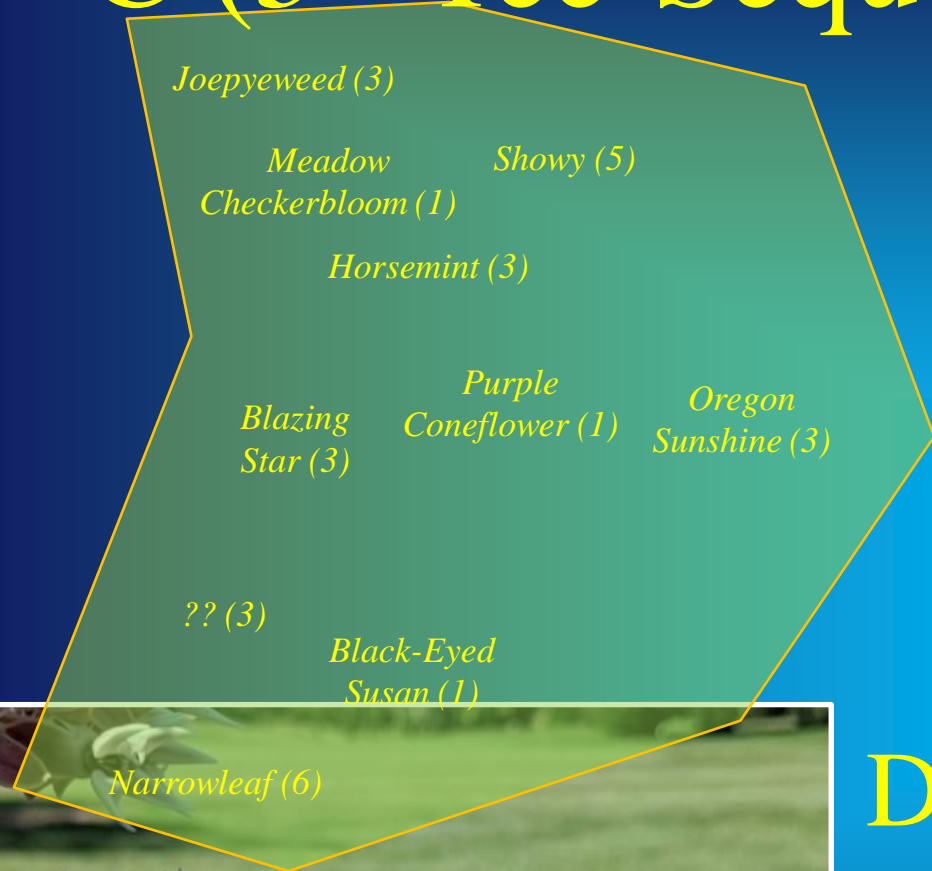 Joepyeweed (3)
Meadow
Checkerbloom (1)
Showy (5)
Horsemint (3)
Purple
Coneflower (1)
Oregon
Sunshine (3)
Blazing
Star (3)
?? (3)
Black-Eyed
Susan (1)
Narrowleaf (6)
D